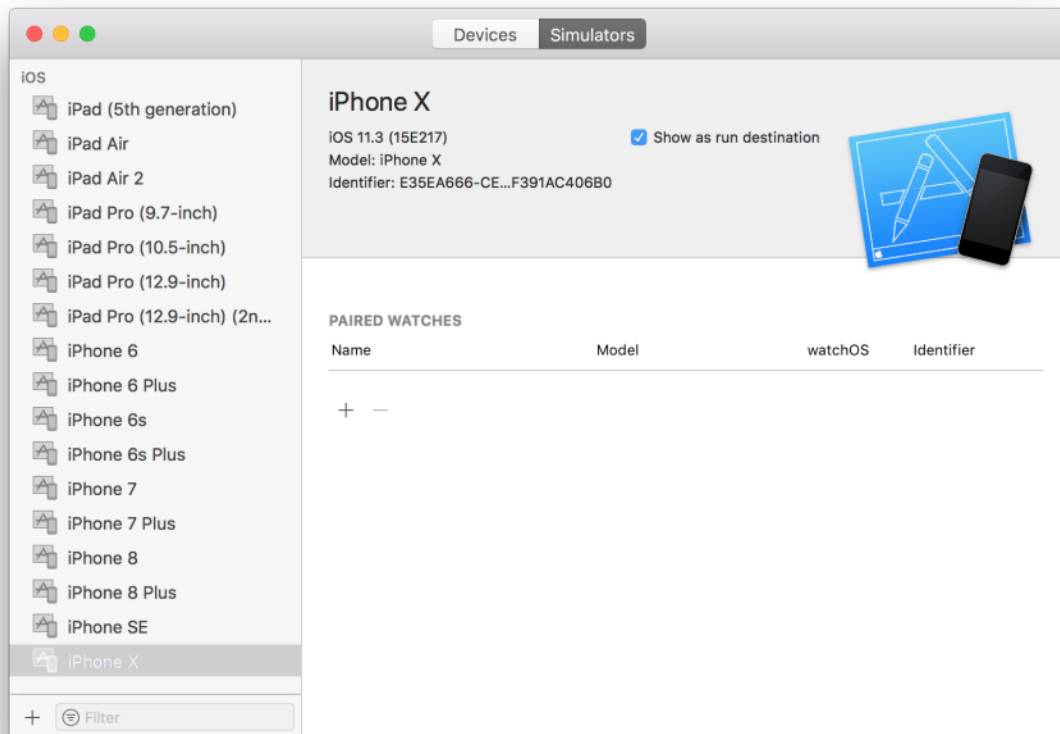 Devices
Simulators
iOS
iPad (5th generation)
iPad Air
iPad Air 2
iPad Pro (9.7-inch)
iPad Pro (10.5-inch)
iPad Pro (12.9-inch)
iPad Pro (12.9-inch) (2n...
iPhone 6
iPhone 6 Plus
iPhone 6s
iPhone 6s Plus
iPhone 7
iPhone 7 Plus
iPhone 8
iPhone 8 Plus
iPhone SE
iPhone X
Filter
iPhone X
iOS 11.3 (15E217)
Model: iPhone X
Identifier: E35EA666-CE...F391AC406B0
Show as run destination
PAIRED WATCHES
Name Model watchOS Identifier